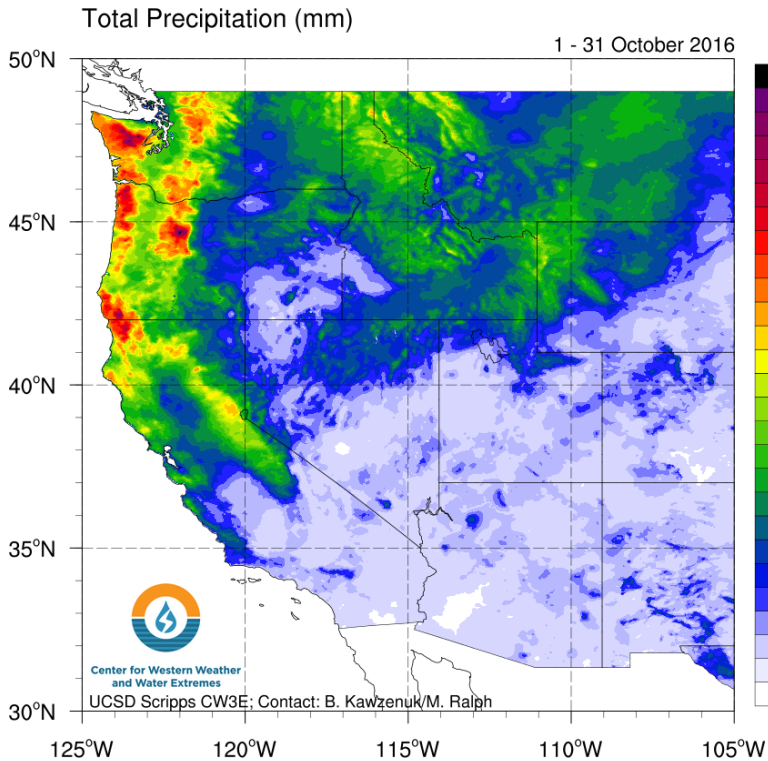 Total Precipitation (mm)
1 - 31 October 2016
50°N
45°N
40°N
35°N
30°N
Center for Western Weather
and Water Extremes
UCSD Scripps CW3E; Contact: B. Kawzenuk/M. Ralph
125°W 120°W 115°W 110°W 105°W